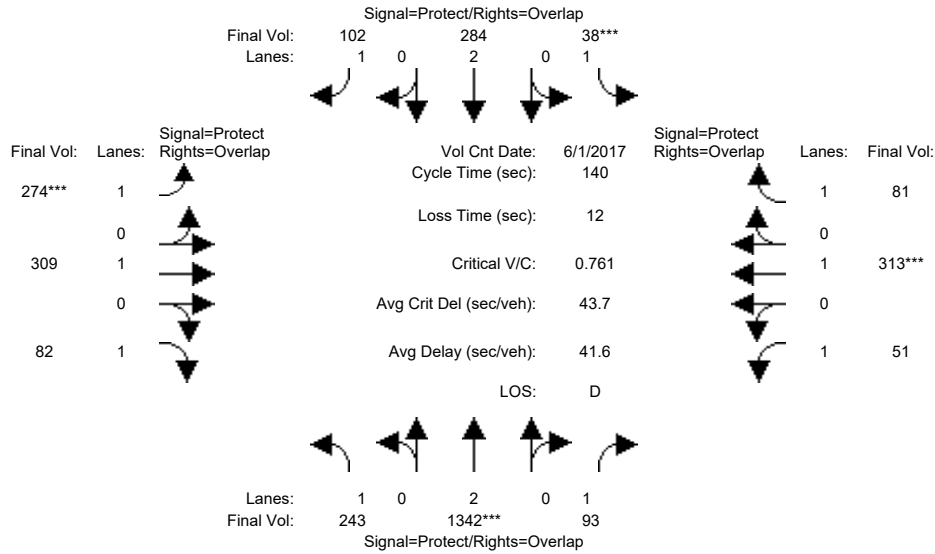 Signal=Protect/Rights=Overlap
Final Vol: 102 284 38***
Lanes: 1 0 2 0 1
Signal=Protect Signal=Protect
Final Vol: Lanes: Rights=Overlap Vol Cnt Date: 6/1/2017 Rights=Overlap Lanes: Final Vol:
Cycle Time (sec): 140
274*** 1 1 81
Loss Time (sec): 12
0 0
309 1 Critical V/C: 0.761 1 313***
0 Avg Crit Del (sec/veh): 43.7 0
82 1 Avg Delay (sec/veh): 41.6 1 51
LOS: D
Lanes: 1 0 2 0 1
Final Vol: 243 1342*** 93
Signal=Protect/Rights=Overlap